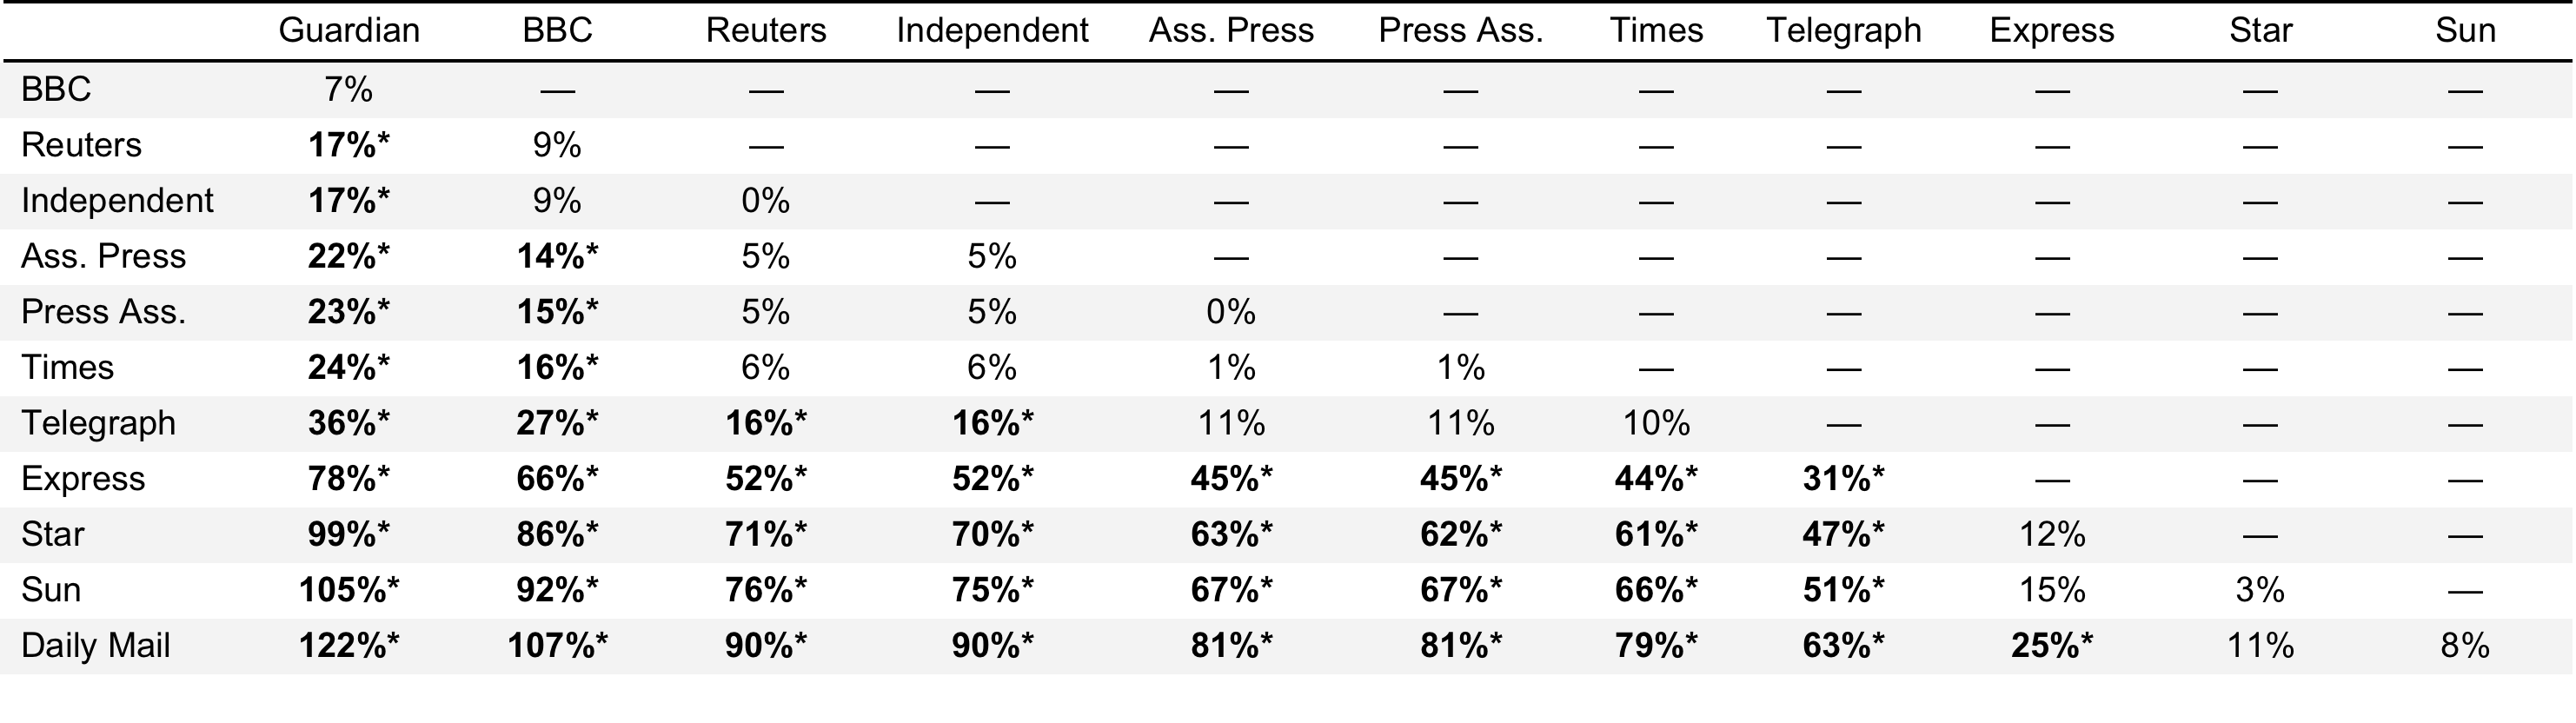 Guardian BBC Reuters Independent Ass. Press Press Ass. Times Telegraph Express Star Sun
BBC 7% — — — — — — — — — —
Reuters 17%* 9% — — — — — — — — —
Independent 17%* 9% 0% — — — — — — — —
Ass. Press 22%* 14%* 5% 5% — — — — — — —
Press Ass. 23%* 15%* 5% 5% 0% — — — — — —
Times 24%* 16%* 6% 6% 1% 1% — — — — —
Telegraph 36%* 27%* 16%* 16%* 11% 11% 10% — — — —
Express 78%* 66%* 52%* 52%* 45%* 45%* 44%* 31%* — — —
Star 99%* 86%* 71%* 70%* 63%* 62%* 61%* 47%* 12% — —
Sun 105%* 92%* 76%* 75%* 67%* 67%* 66%* 51%* 15% 3% —
Daily Mail 122%* 107%* 90%* 90%* 81%* 81%* 79%* 63%* 25%* 11% 8%